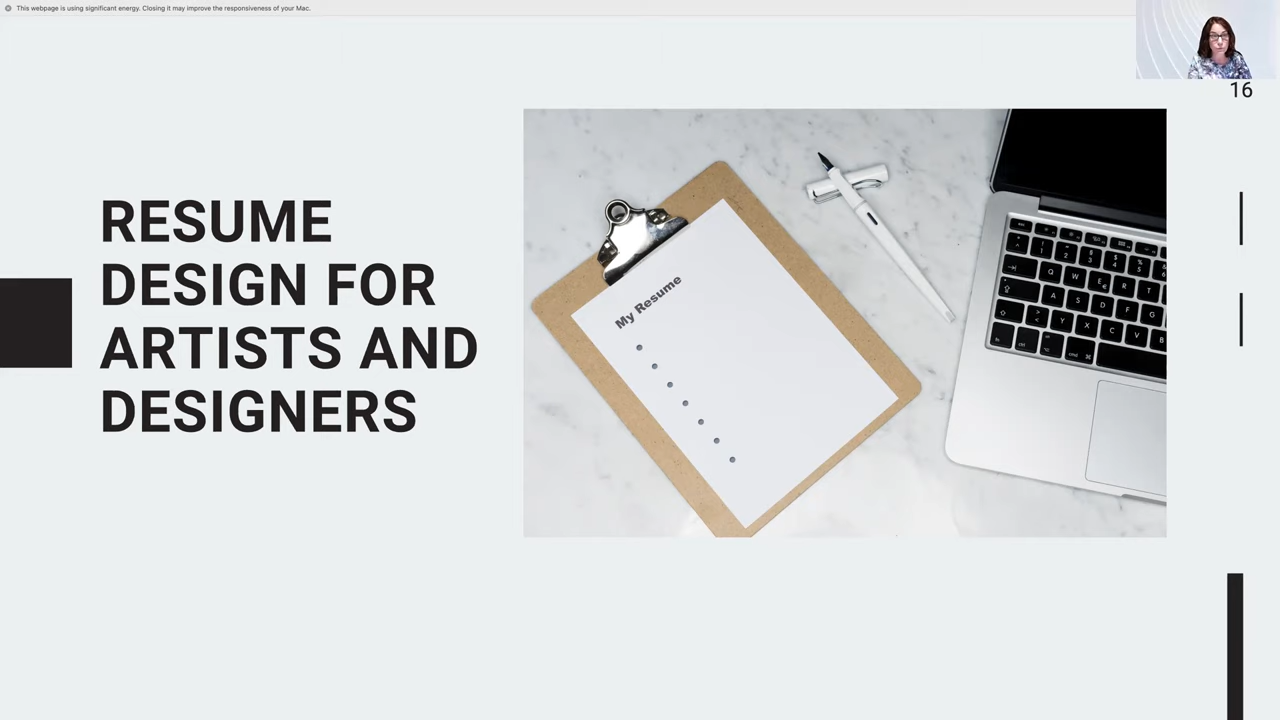 This webpage is using significant energy. Closing it may improve the responsiveness of your Mac.
16
RESUME
DESIGN FOR
ARTISTS AND
DESIGNERS
My Resume